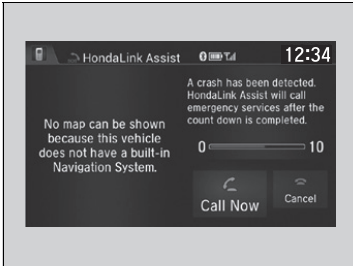 HondaLink Assist
12:34
No map can be shown
because this vehicle
does not have a built-in
Navigation System.
A crash has been detected.
HondaLink Assist will call
emergency services after the
count down is completed.
0 10
Call Now
Cancel